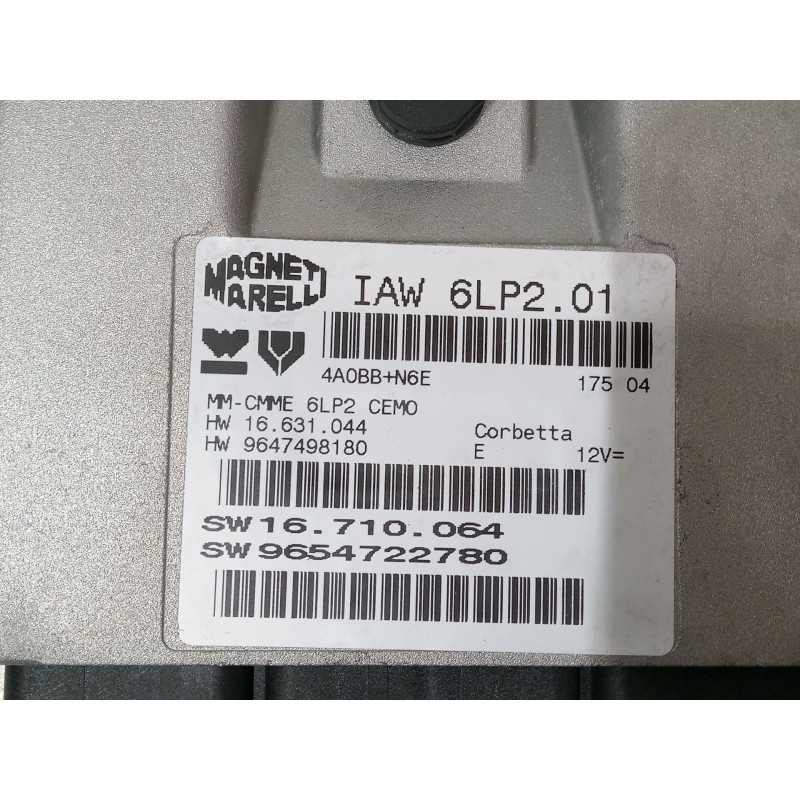 MAGNETI
MARELLI
IAW 6LP2.01
4A0BB+N6E 175 04
MM-CMME 6LP2 CEMO
HW 16.631.044
HW 9647498180
Corbetta
E 12V=
SW 16.710.064
SW 9654722780